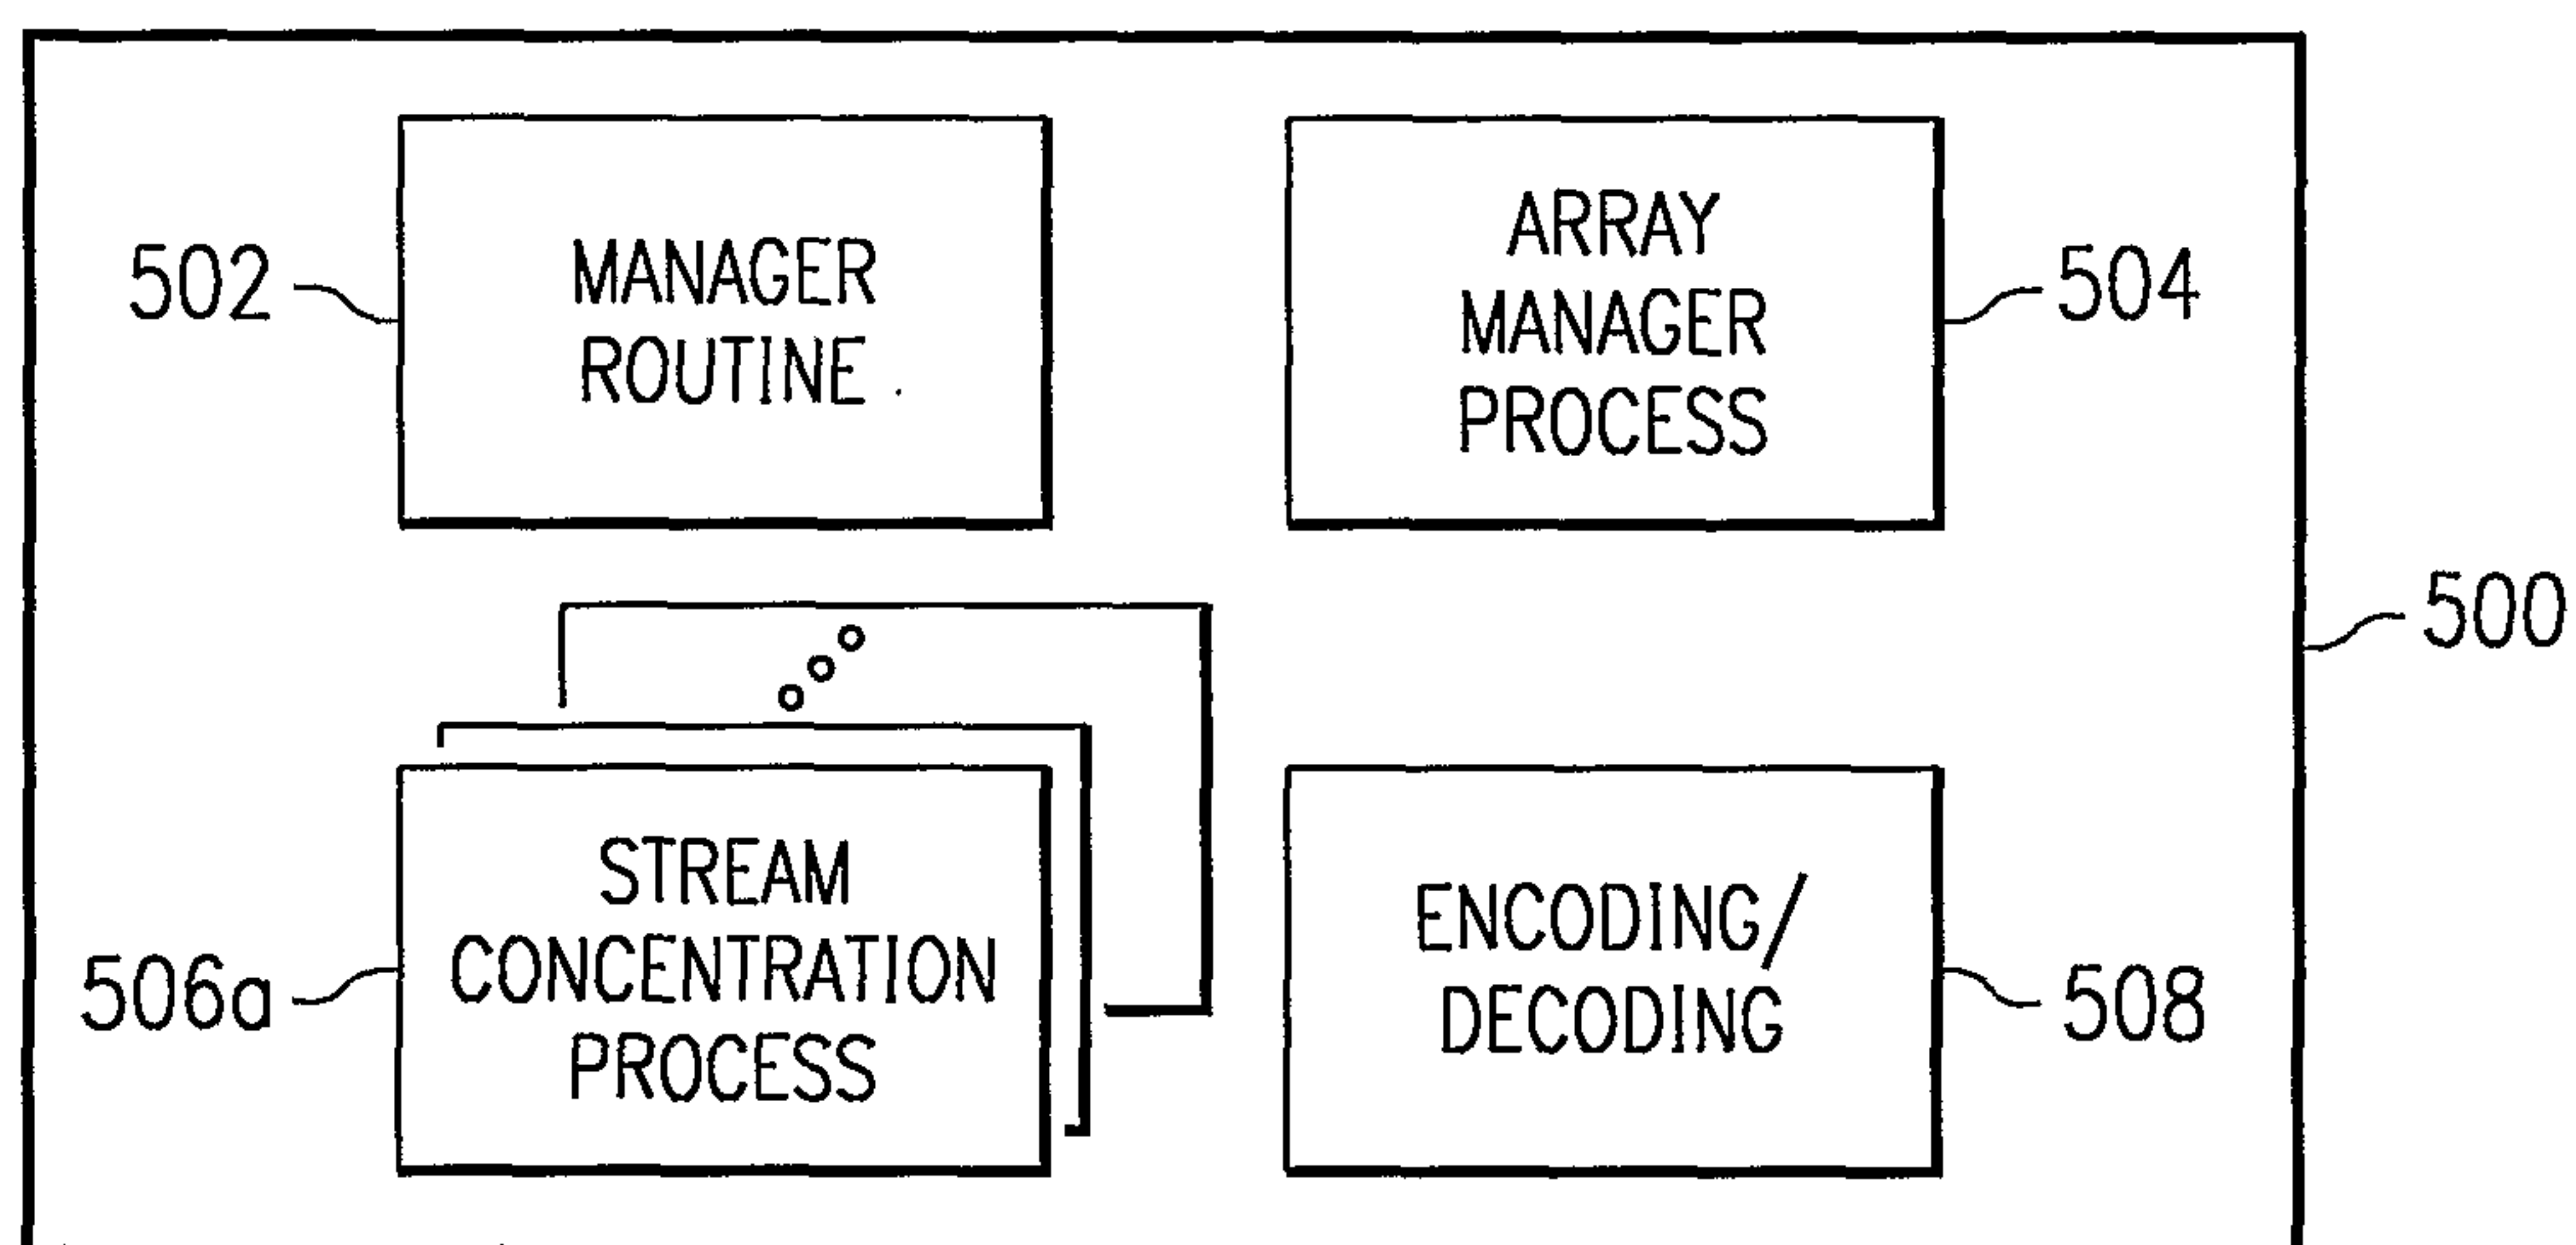 MANAGER
ROUTINE
502
ARRAY
MANAGER
PROCESS
504
500
STREAM
CONCENTRATION
PROCESS
506a
ENCODING/
DECODING
508